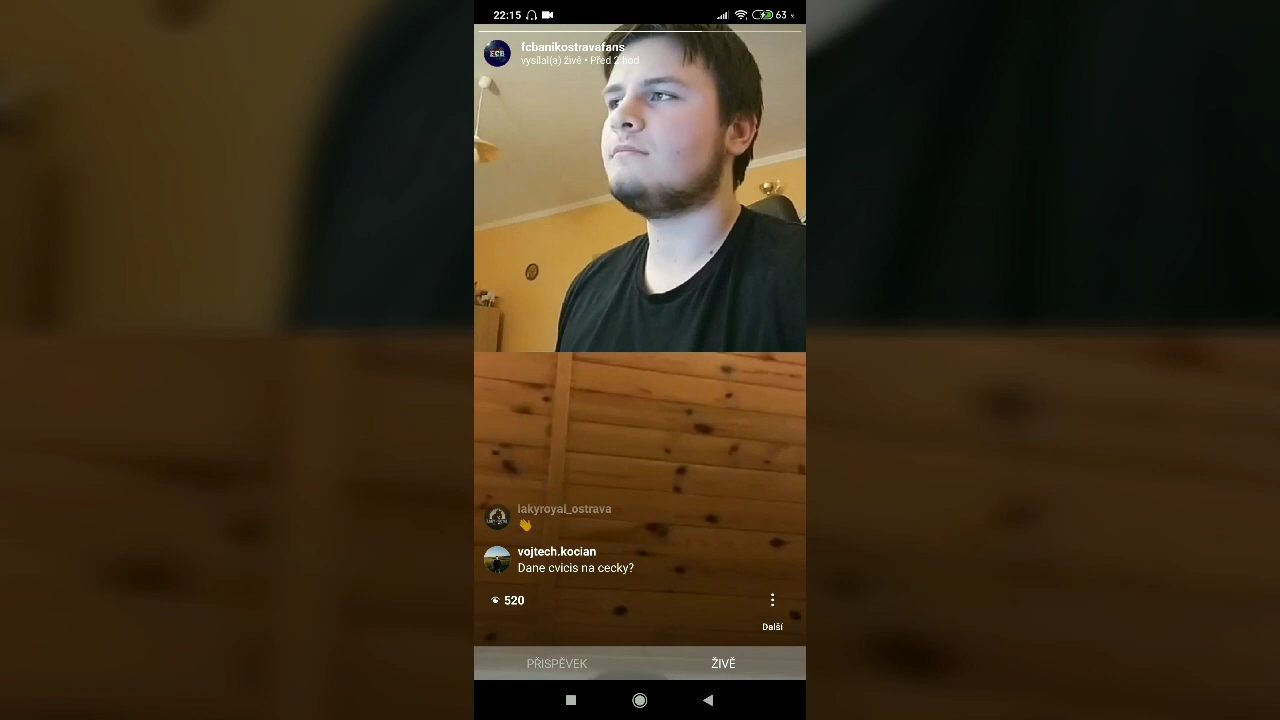 22:15
63
fcbanikostravafans
vysílal(a) živě • Před 2 hod
lakyroyal_ostrava
vojtech.kocian
Dane cvicis na cecky?
520
Další
PŘISPĚVEK
ŽIVĚ